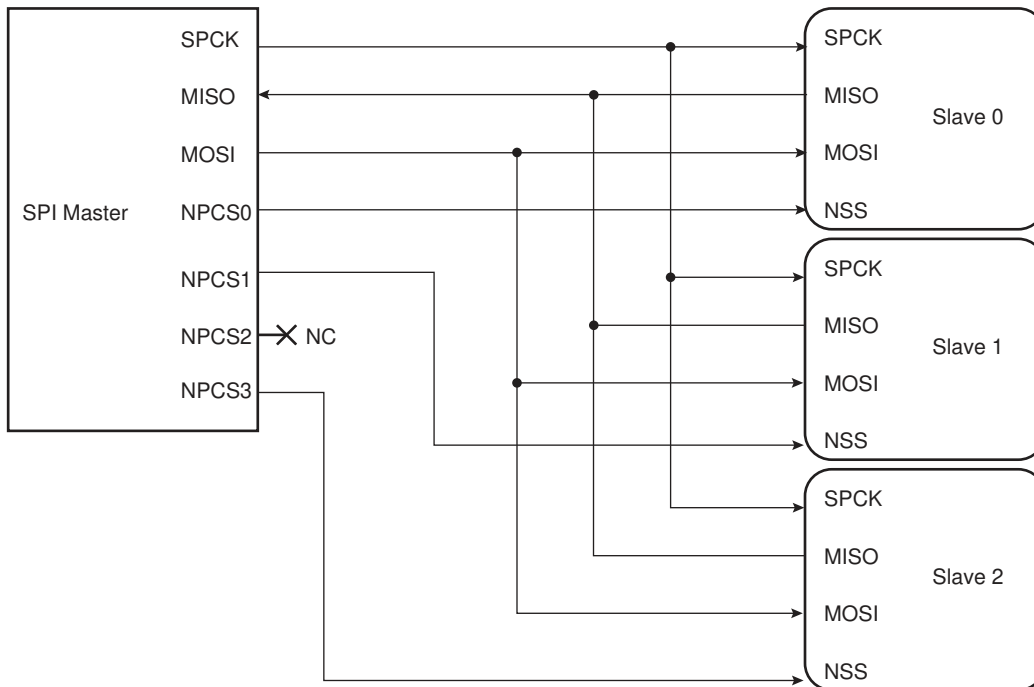 SPI Master
SPCK
MISO
MOSI
NPCS0
NPCS1
NPCS2
NC
NPCS3
SPCK
MISO
Slave 0
MOSI
NSS
SPCK
MISO
Slave 1
MOSI
NSS
SPCK
MISO
Slave 2
MOSI
NSS